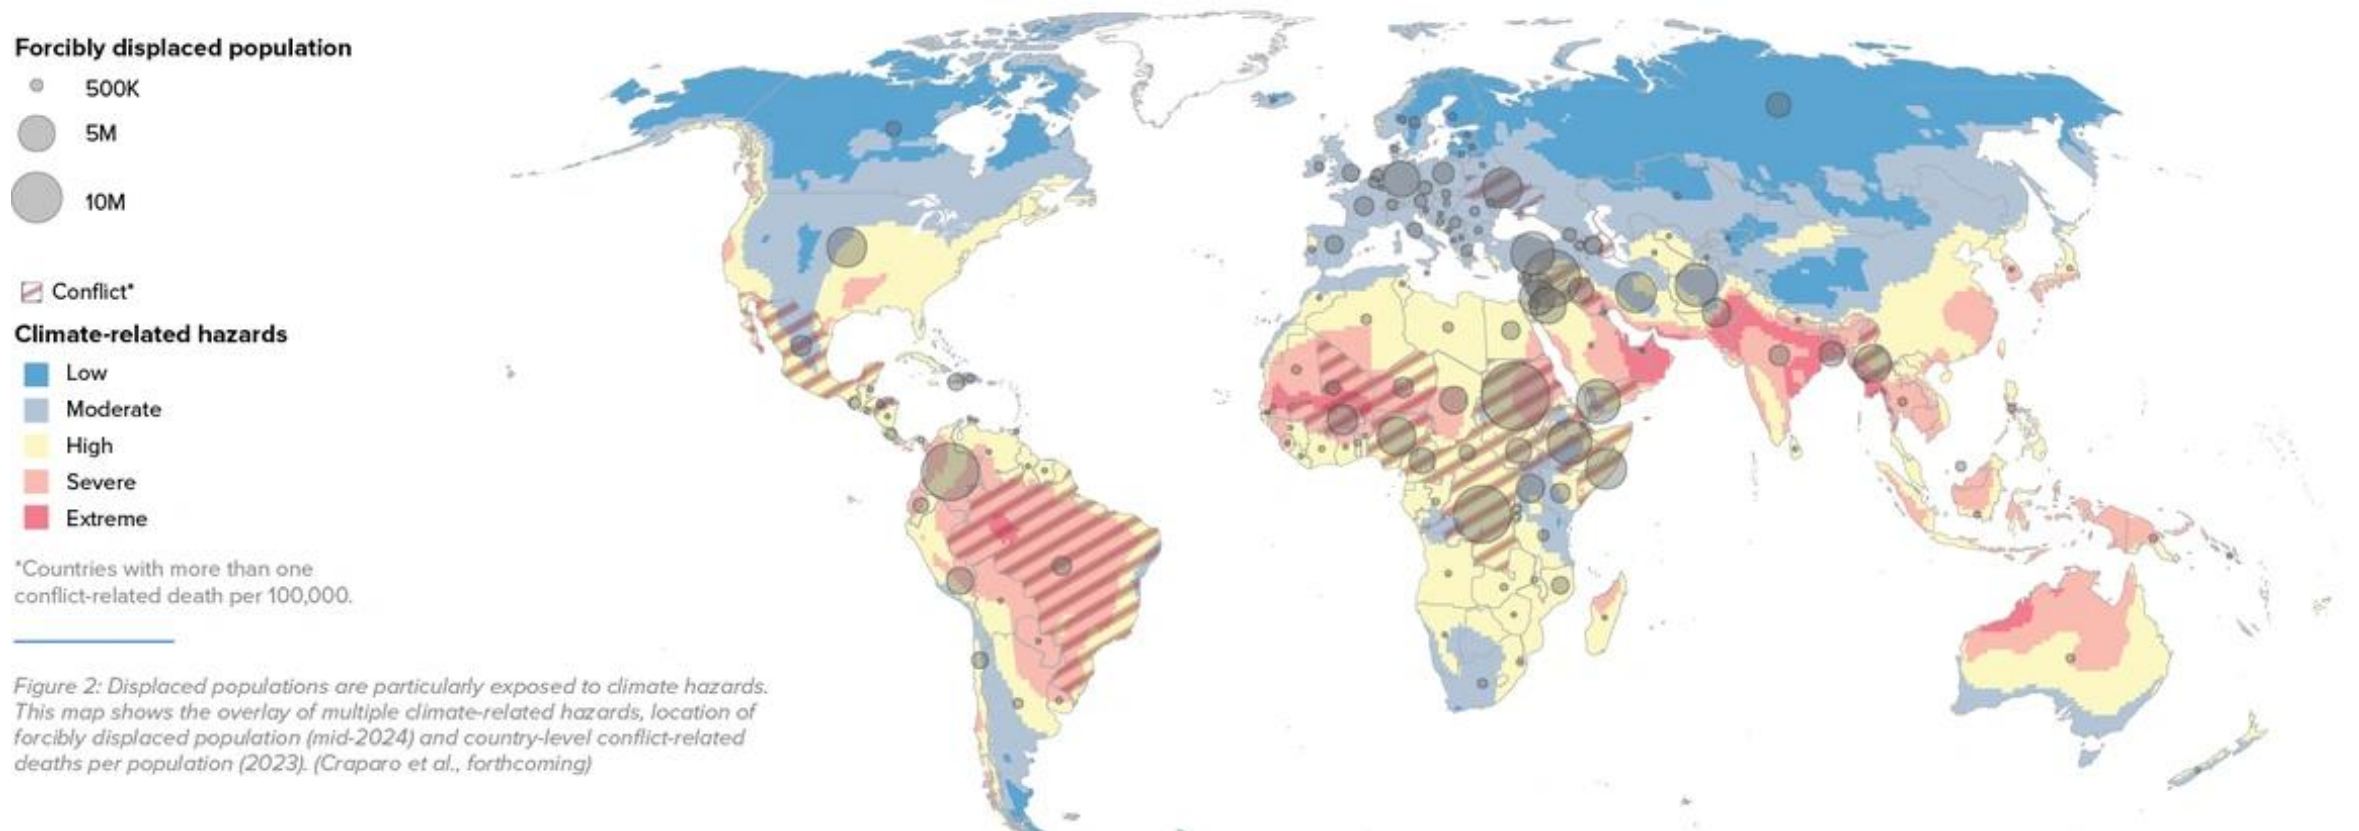 Forcibly displaced population
500K
5M
10M
Conflict*
Climate-related hazards
Low
Moderate
High
Severe
Extreme
*Countries with more than one
conflict-related death per 100,000.
Figure 2: Displaced populations are particularly exposed to climate hazards.
This map shows the overlay of multiple climate-related hazards, location of
forcibly displaced population (mid-2024) and country-level conflict-related
deaths per population (2023). (Craparo et al., forthcoming)